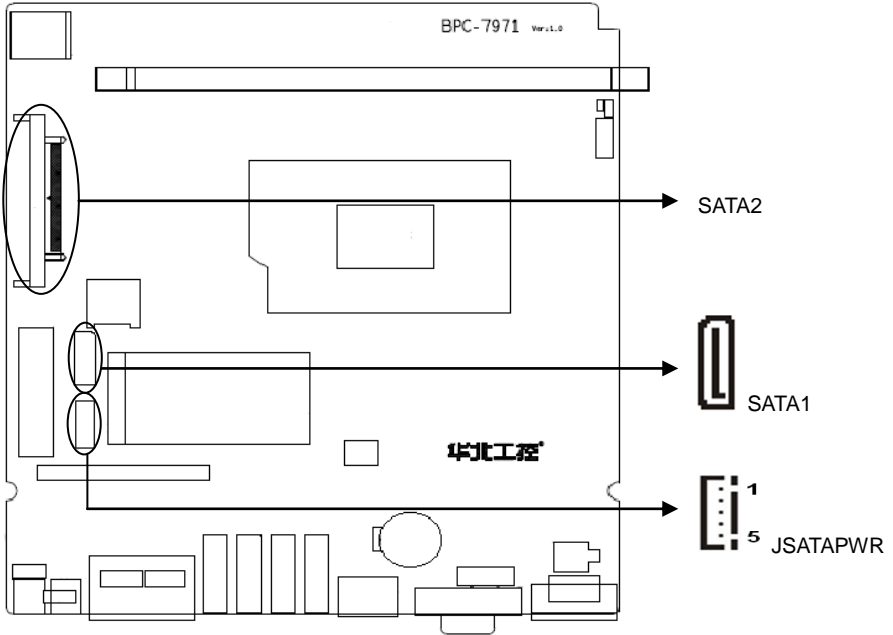 BPC-7971 Ver:1.0
SATA2
SATA1
华北工控®
1
5 JSATAPWR